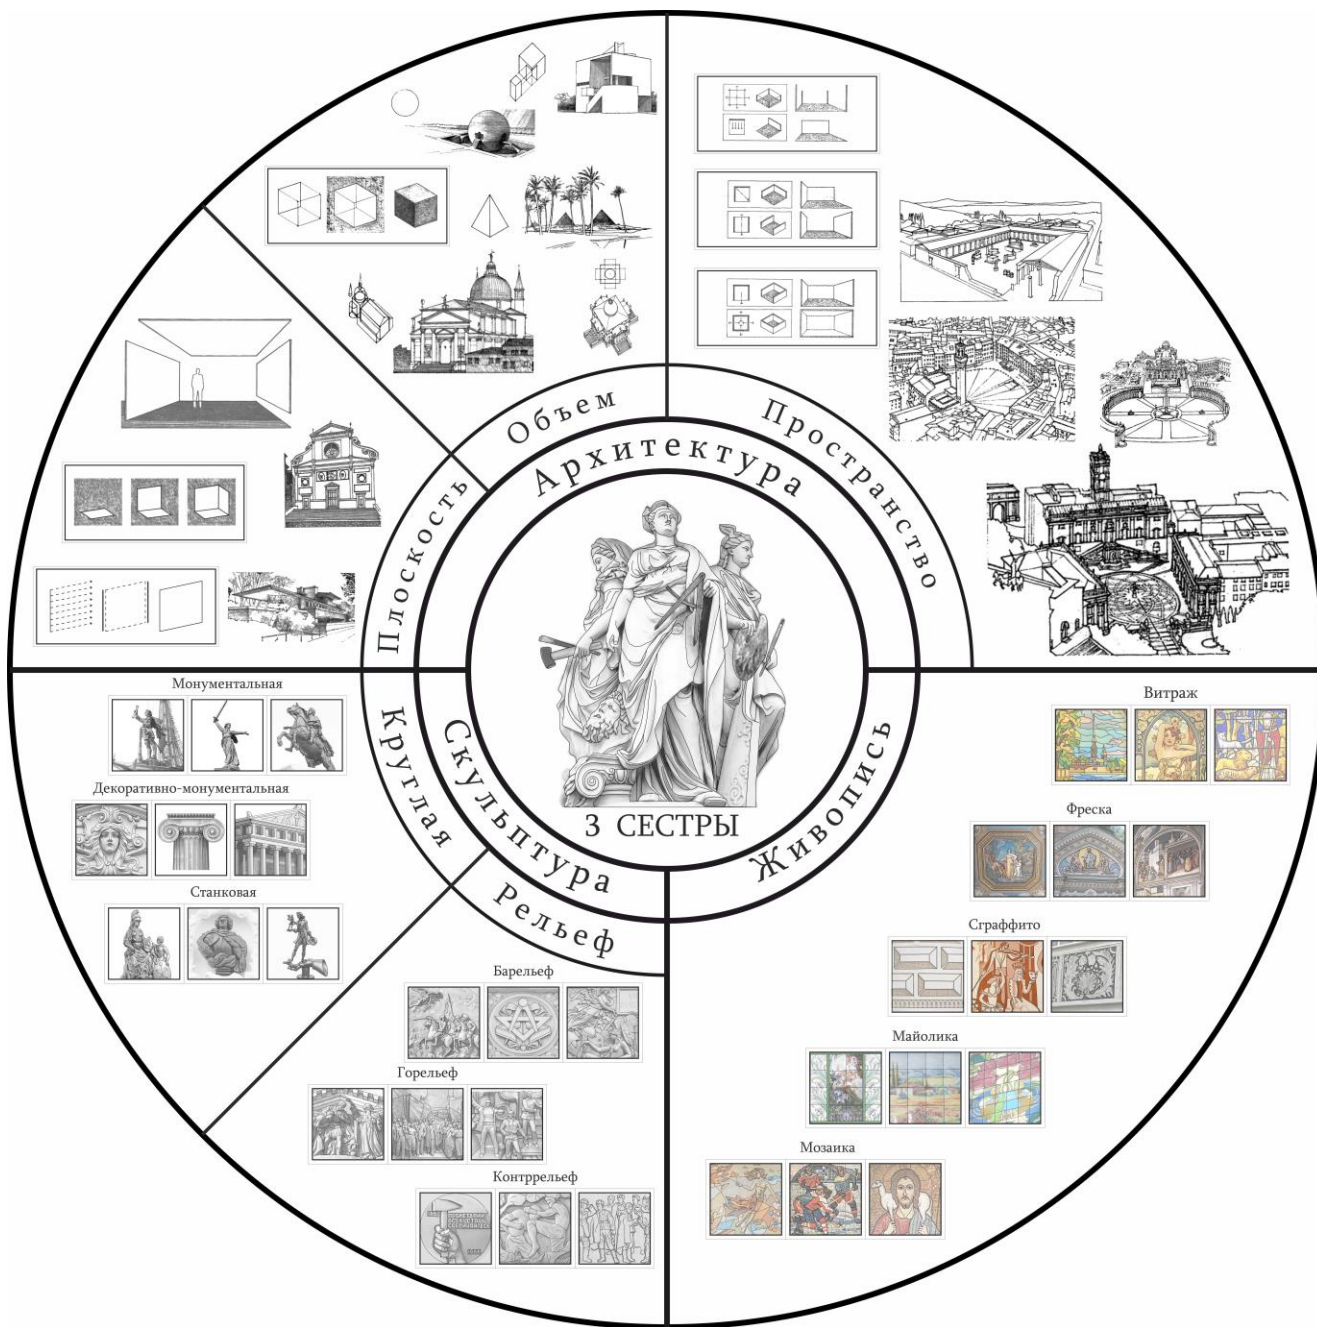 Объем
Пространство
Архитектура
Плоскость
Монументальная
Витраж
Круглая
Скульптура
Живопись
Декоративно-монументальная
Фреска
3 СЕСТРЫ
Станковая
Рельеф
Сграффито
Барельеф
Майолика
Горельеф
Мозаика
Контррельеф